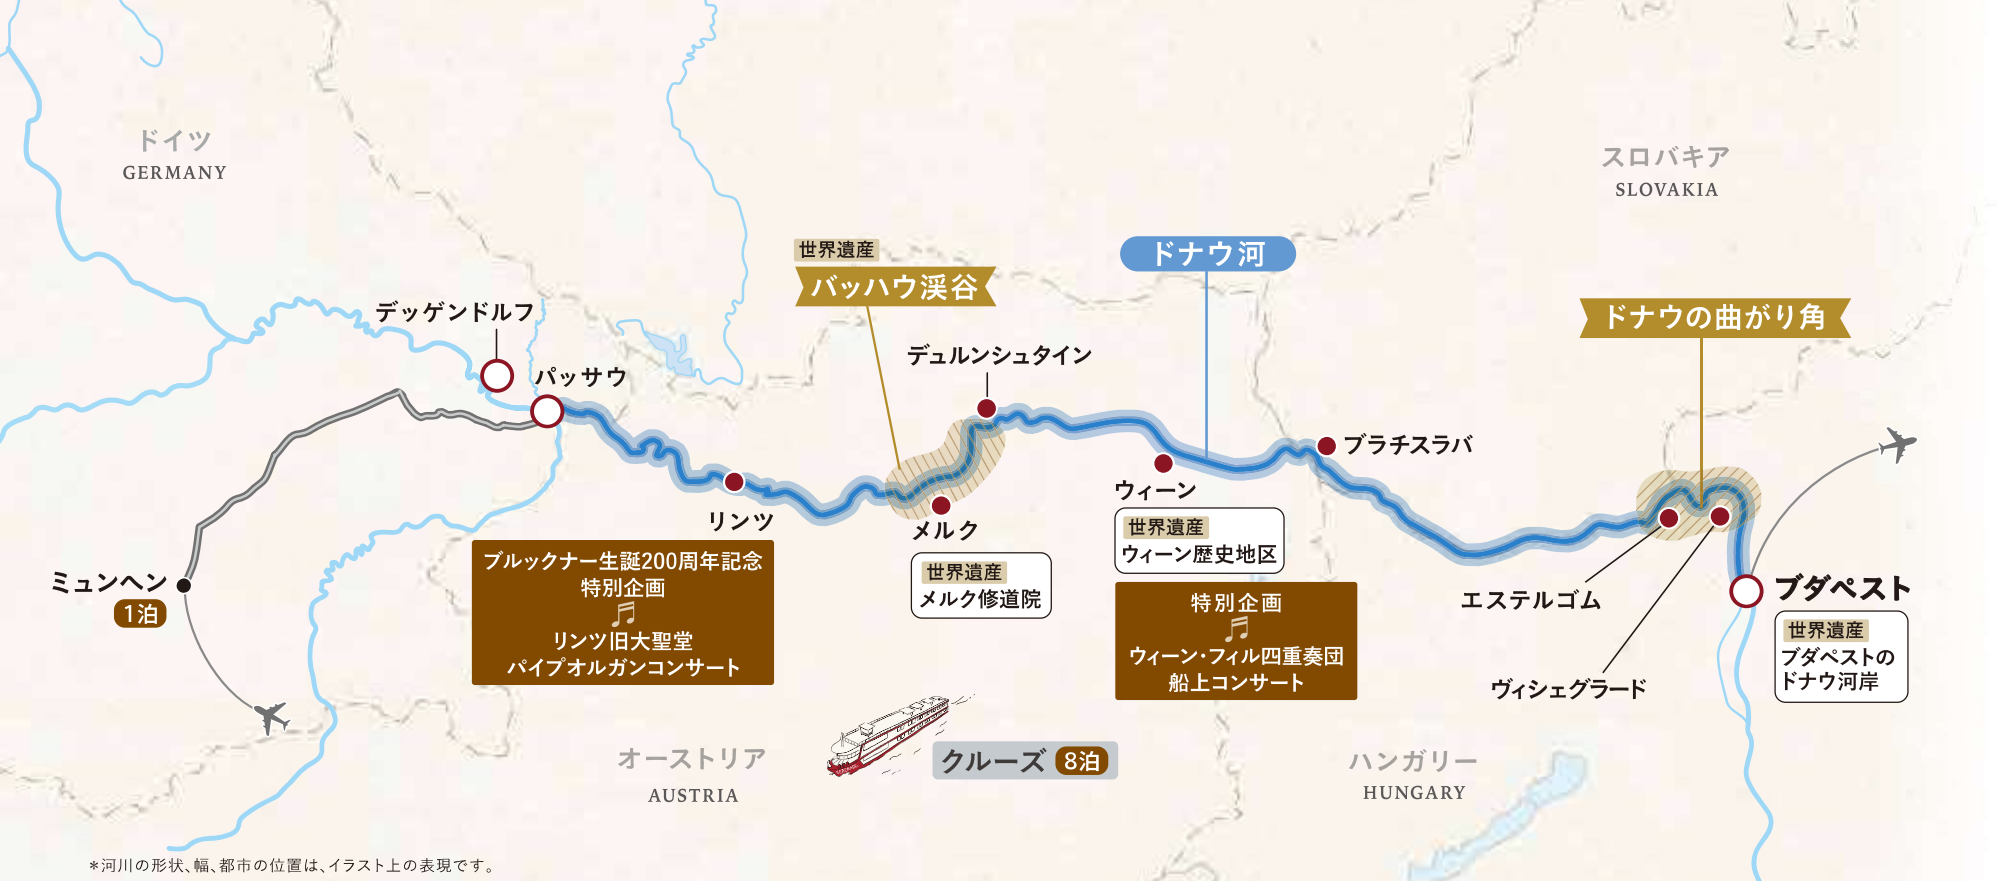 ドイツ
GERMANY
スロバキア
SLOVAKIA
世界遺産
バッハウ渓谷
ドナウ河
ドナウの曲がり角
デッゲンドルフ
パッサウ
デュルンシュタイン
ブラチスラバ
ウィーン
世界遺産
ウィーン歴史地区
特別企画
ウィーン・フィル四重奏団
船上コンサート
リンツ
ブルックナー生誕200周年記念
特別企画
リンツ旧大聖堂
パイプオルガンコンサート
メルク
世界遺産
メルク修道院
ミュンヘン
1泊
エステルゴム
ヴィシェグラード
ブダペスト
世界遺産
ブダペストの
ドナウ河岸
オーストリア
AUSTRIA
クルーズ 8泊
ハンガリー
HUNGARY
*河川の形状、幅、都市の位置は、イラスト上の表現です。